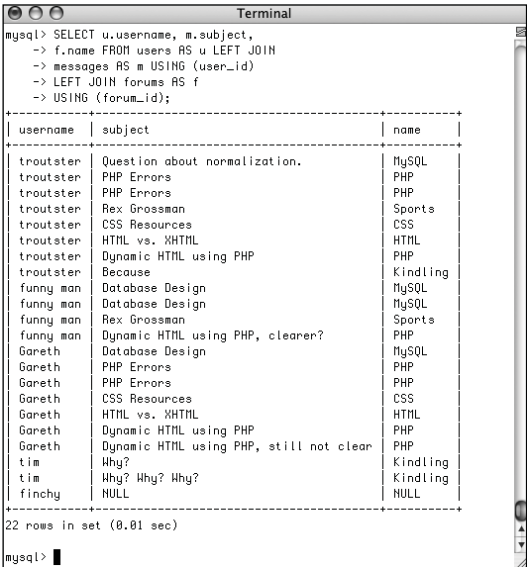 Terminal
mysql> SELECT u.username, m.subject,
    -> f.name FROM users AS u LEFT JOIN
    -> messages AS m USING (user_id)
    -> LEFT JOIN forums AS f
    -> USING (forum_id);
+-----------+---------------------------------------+----------+
| username  | subject                               | name     |
+-----------+---------------------------------------+----------+
| troutster | Question about normalization.         | MySQL    |
| troutster | PHP Errors                            | PHP      |
| troutster | PHP Errors                            | PHP      |
| troutster | Rex Grossman                          | Sports   |
| troutster | CSS Resources                         | CSS      |
| troutster | HTML vs. XHTML                        | HTML     |
| troutster | Dynamic HTML using PHP                | PHP      |
| troutster | Because                               | Kindling |
| funny man | Database Design                       | MySQL    |
| funny man | Database Design                       | MySQL    |
| funny man | Rex Grossman                          | Sports   |
| funny man | Dynamic HTML using PHP, clearer?      | PHP      |
| Gareth    | Database Design                       | MySQL    |
| Gareth    | PHP Errors                            | PHP      |
| Gareth    | PHP Errors                            | PHP      |
| Gareth    | CSS Resources                         | CSS      |
| Gareth    | HTML vs. XHTML                        | HTML     |
| Gareth    | Dynamic HTML using PHP                | PHP      |
| Gareth    | Dynamic HTML using PHP, still not clear | PHP      |
| tim       | Why?                                  | Kindling |
| tim       | Why? Why? Why?                        | Kindling |
| finchy    | NULL                                  | NULL     |
+-----------+---------------------------------------+----------+
22 rows in set (0.01 sec)
mysql>